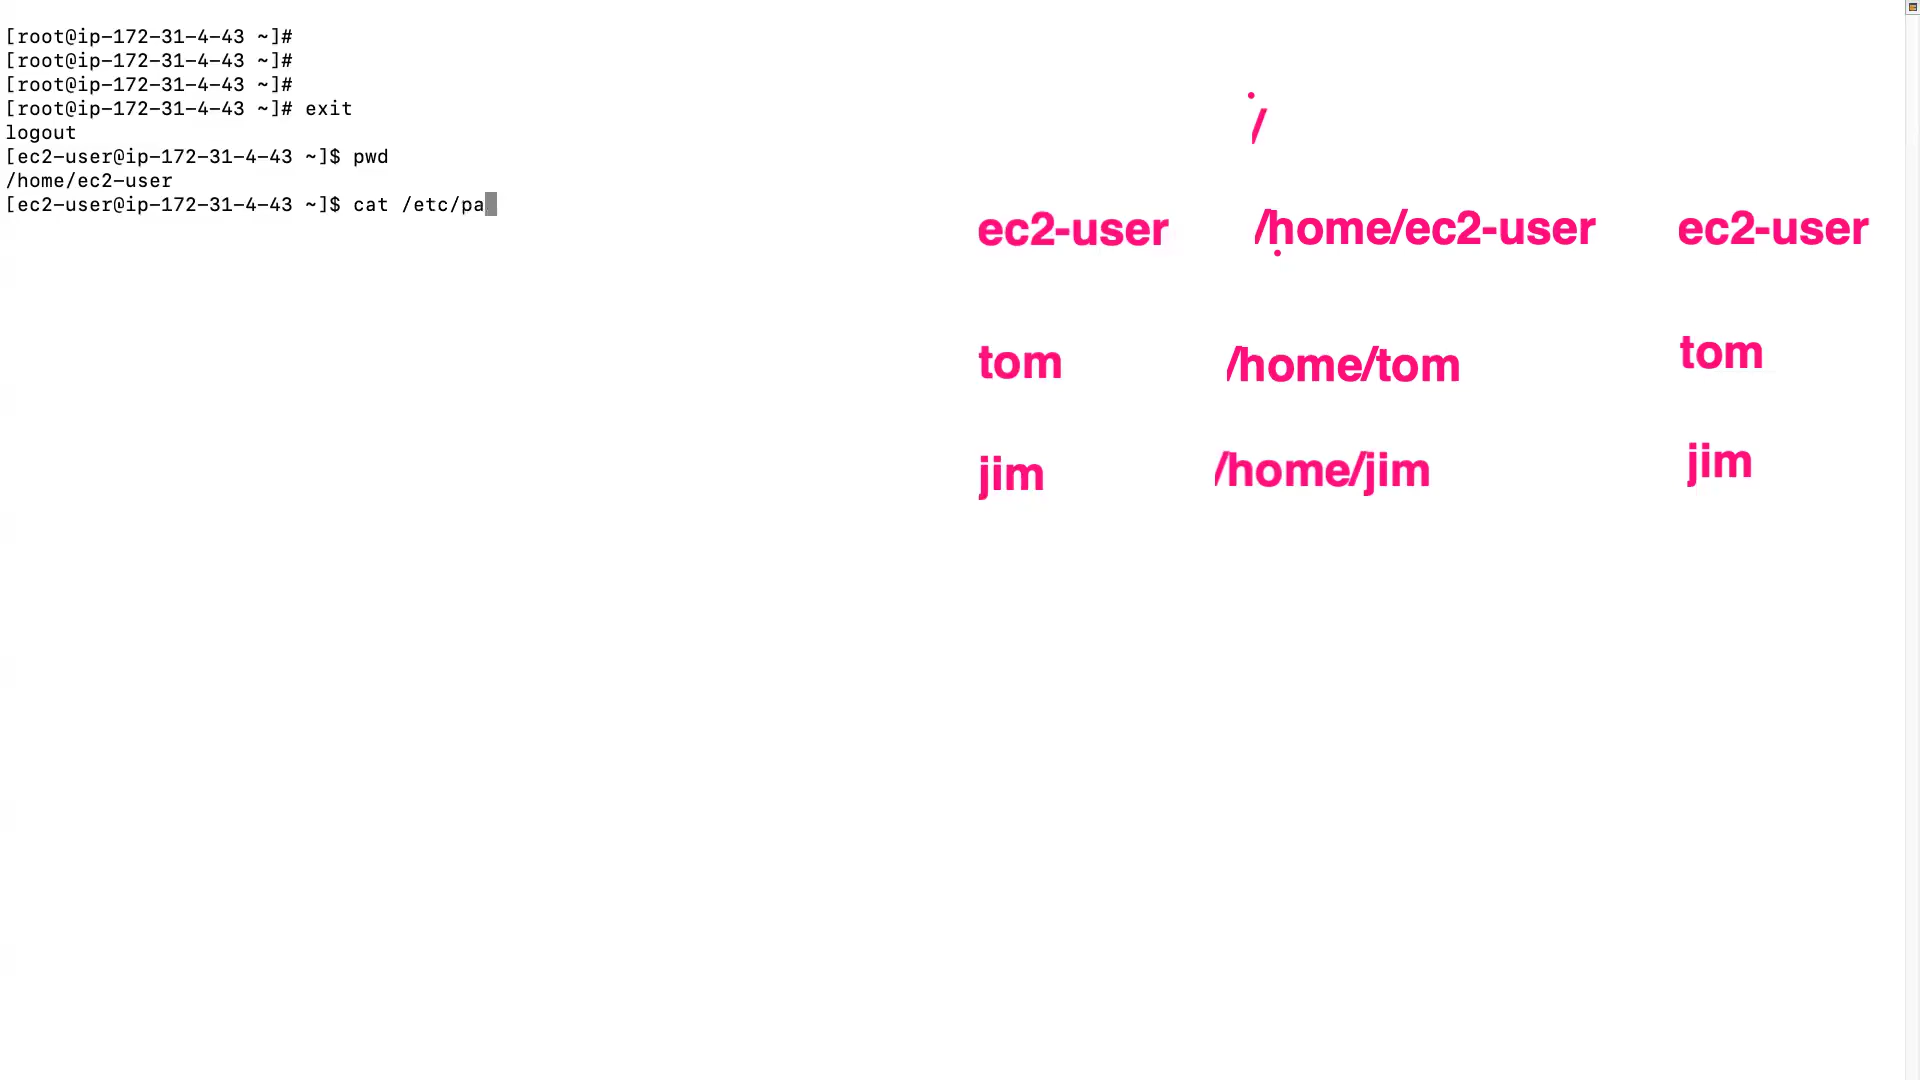 [root@ip-172-31-4-43 ~]#
[root@ip-172-31-4-43 ~]#
[root@ip-172-31-4-43 ~]#
[root@ip-172-31-4-43 ~]# exit
logout
[ec2-user@ip-172-31-4-43 ~]$ pwd
/home/ec2-user
[ec2-user@ip-172-31-4-43 ~]$ cat /etc/pa
/
ec2-user /home/ec2-user ec2-user
tom /home/tom tom
jim /home/jim jim